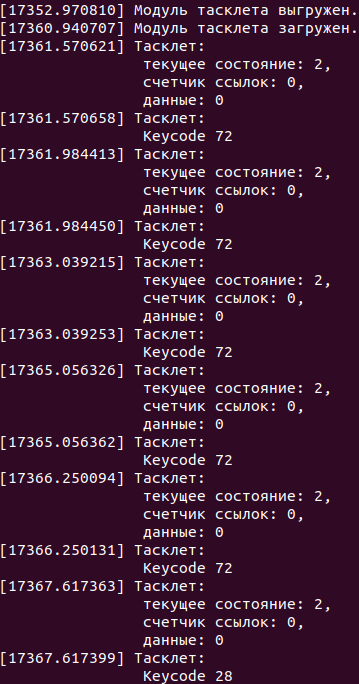 [17352.970810] Модуль тасклета выгружен.
[17360.940707] Модуль тасклета загружен.
[17361.570621] Тасклет:
текущее состояние: 2,
счетчик ссылок: 0,
данные: 0
[17361.570658] Тасклет:
Keycode 72
[17361.984413] Тасклет:
текущее состояние: 2,
счетчик ссылок: 0,
данные: 0
[17361.984450] Тасклет:
Keycode 72
[17363.039215] Тасклет:
текущее состояние: 2,
счетчик ссылок: 0,
данные: 0
[17363.039253] Тасклет:
Keycode 72
[17365.056326] Тасклет:
текущее состояние: 2,
счетчик ссылок: 0,
данные: 0
[17365.056362] Тасклет:
Keycode 72
[17366.250094] Тасклет:
текущее состояние: 2,
счетчик ссылок: 0,
данные: 0
[17366.250131] Тасклет:
Keycode 72
[17367.617363] Тасклет:
текущее состояние: 2,
счетчик ссылок: 0,
данные: 0
[17367.617399] Тасклет:
Keycode 28